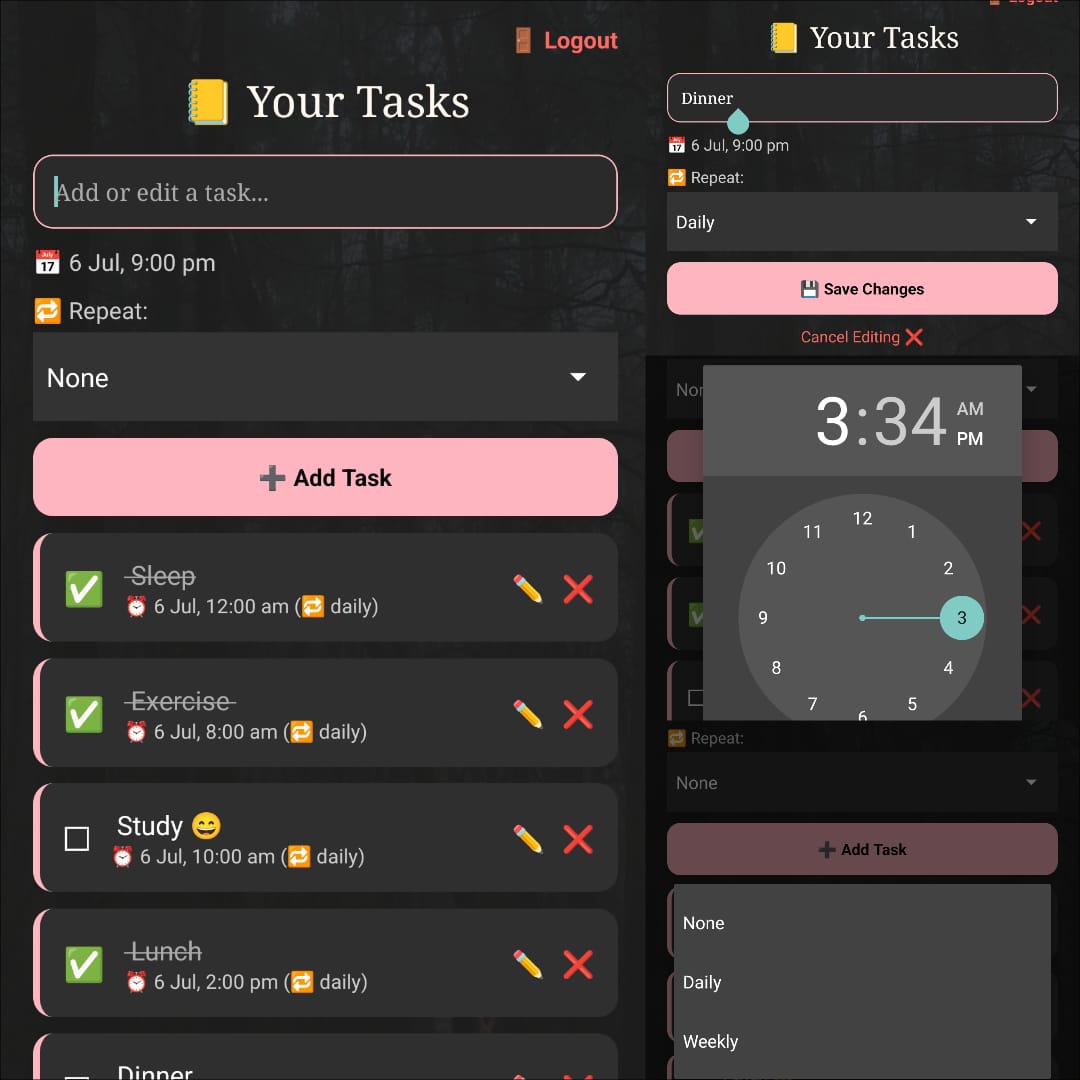 Logout
Your Tasks
Add or edit a task...
6 Jul, 9:00 pm
Repeat:
None
Add Task
Sleep
6 Jul, 12:00 am (🔁 daily)
Exercise
6 Jul, 8:00 am (🔁 daily)
Study 😄
6 Jul, 10:00 am (🔁 daily)
Lunch
6 Jul, 2:00 pm (🔁 daily)
Dinner
Logout
Your Tasks
Dinner
6 Jul, 9:00 pm
Repeat:
Daily
Save Changes
Cancel Editing ❌
3:34
AM
PM
12
11
1
10
2
9
3
8
4
7
5
6
Repeat:
None
Add Task
None
Daily
Weekly